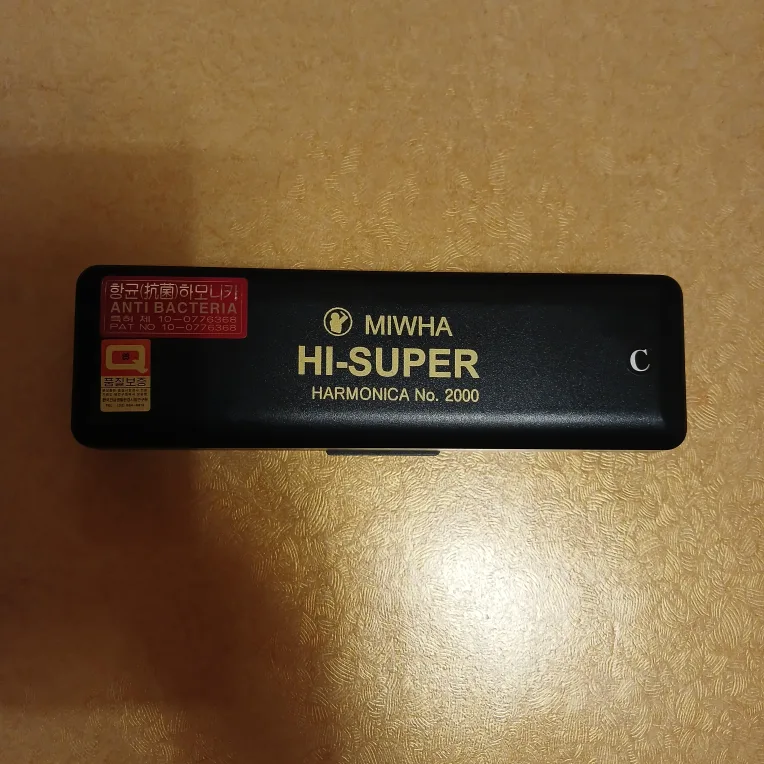 항균(抗菌)하모니카
ANTI BACTERIA
특허 제 10-0776368
PAT NO 10-0776368
Q
품질보증
MIWHA
HI-SUPER
HARMONICA No. 2000
C